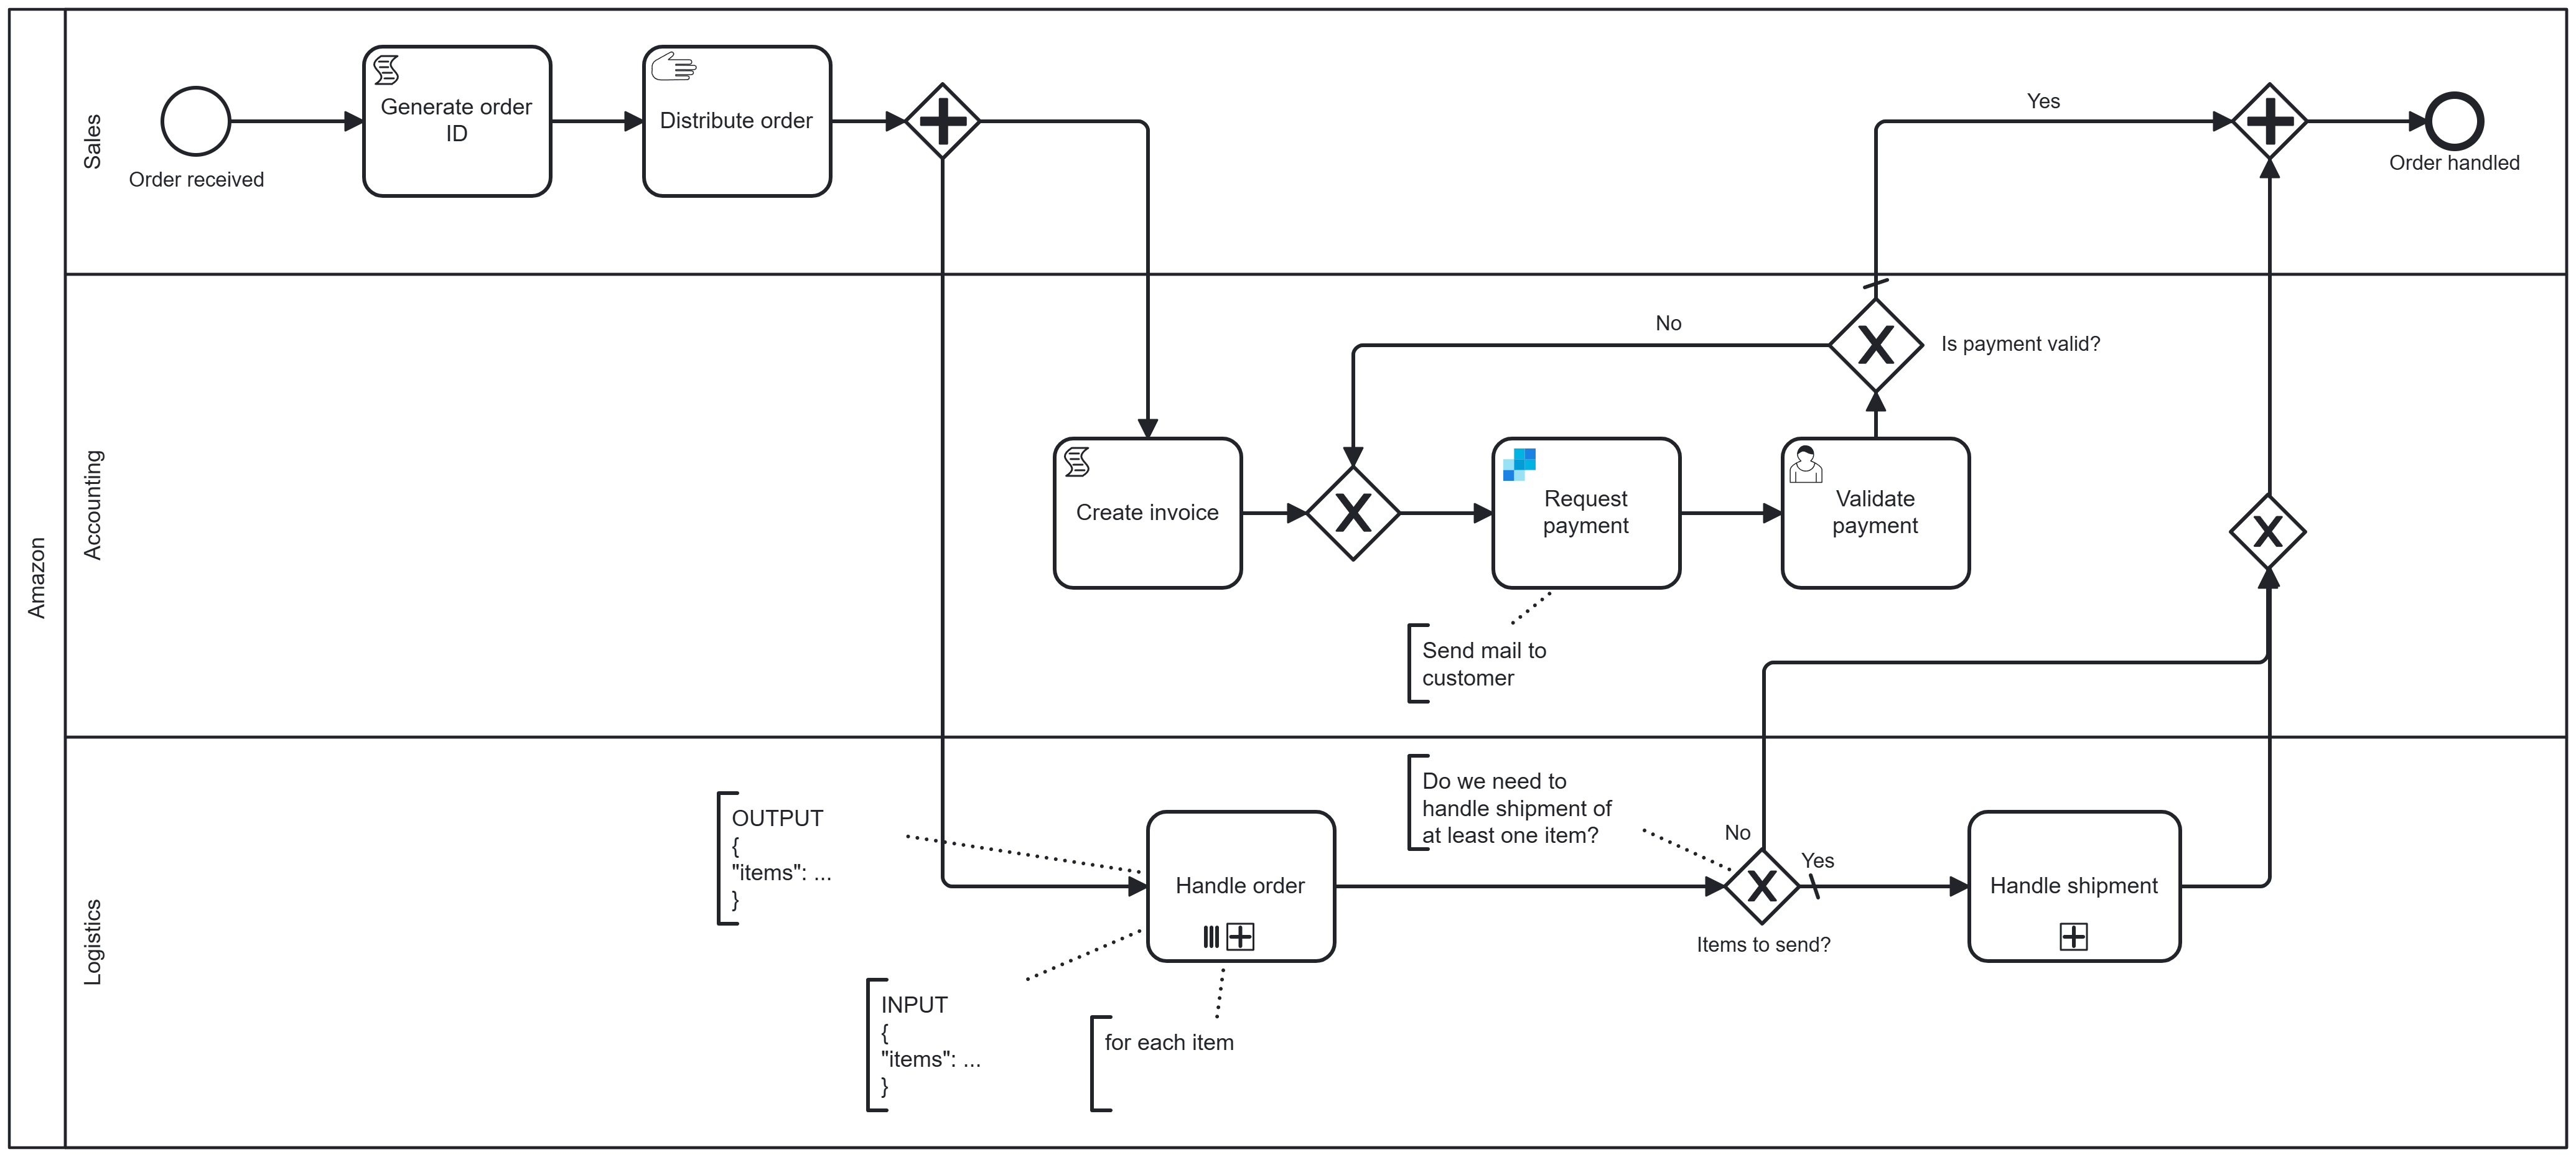 Amazon
Sales
Order received
Generate order
ID
Distribute order
Yes
Order handled
Accounting
No
Is payment valid?
Create invoice
Request
payment
Validate
payment
Send mail to
customer
Logistics
OUTPUT
{
"items": ...
}
INPUT
{
"items": ...
}
for each item
Handle order
Do we need to
handle shipment of
at least one item?
No
Yes
Items to send?
Handle shipment